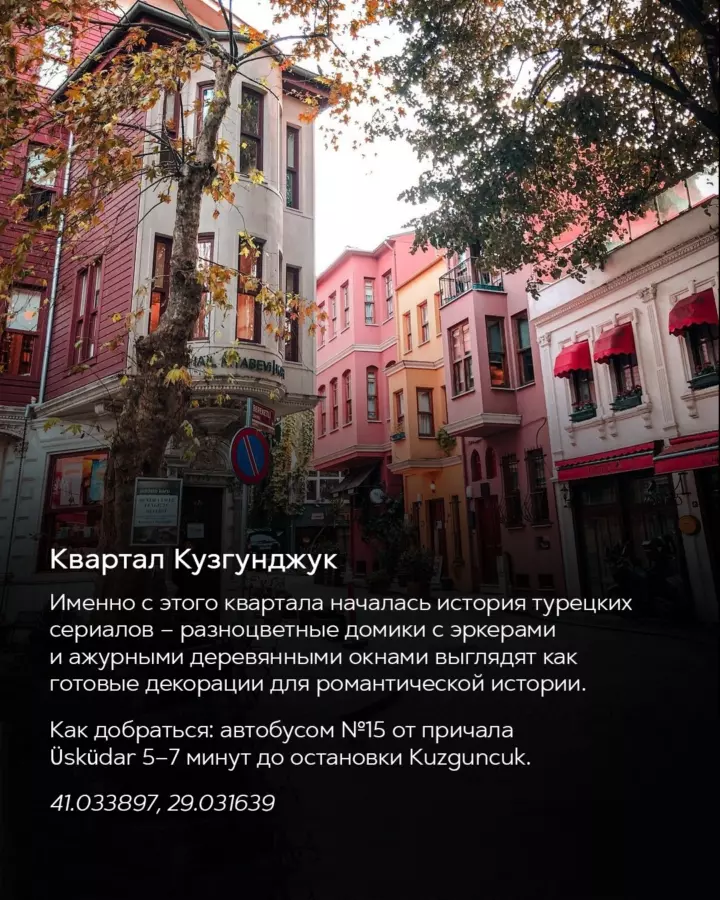 Квартал Кузгунджук
Именно с этого квартала началась история турецких
сериалов – разноцветные домики с эркерами
и ажурными деревянными окнами выглядят как
готовые декорации для романтической истории.
Как добраться: автобусом №15 от причала
Üsküdar 5–7 минут до остановки Kuzguncuk.
41.033897, 29.031639